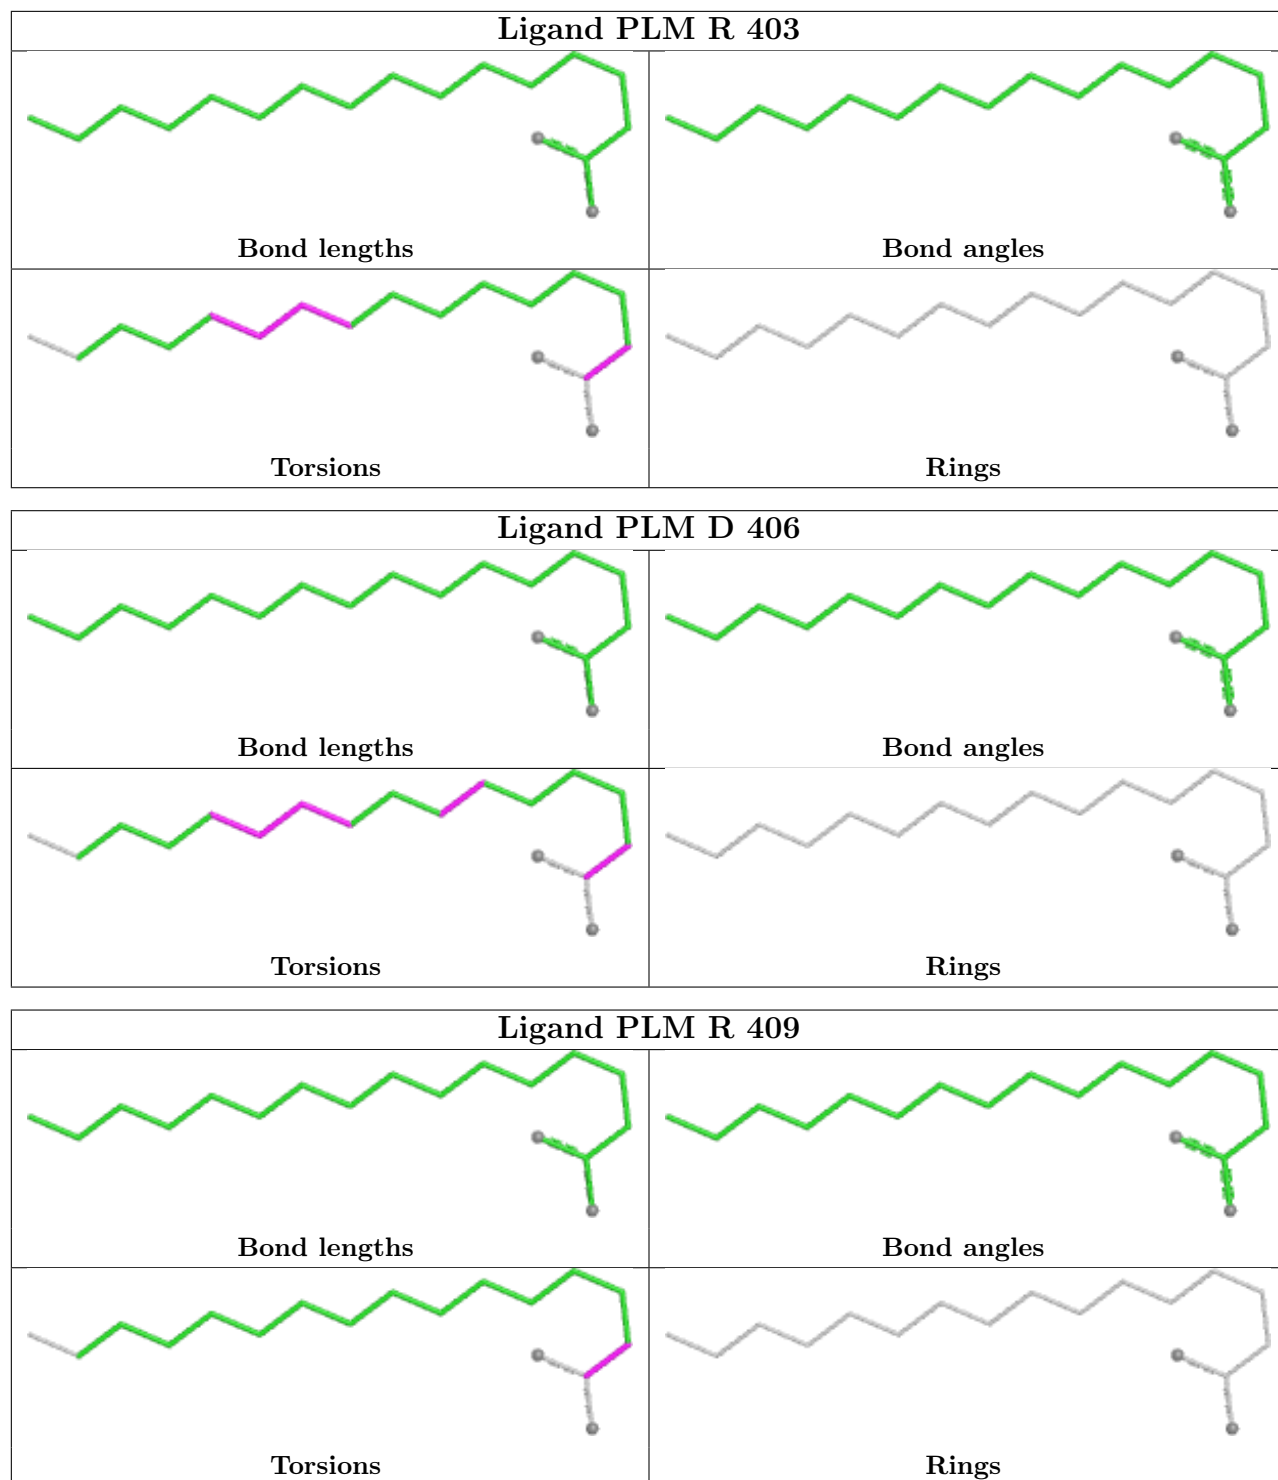 Ligand PLM R 403
Bond lengths
Bond angles
Torsions
Rings
Ligand PLM D 406
Bond lengths
Bond angles
Torsions
Rings
Ligand PLM R 409
Bond lengths
Bond angles
Torsions
Rings